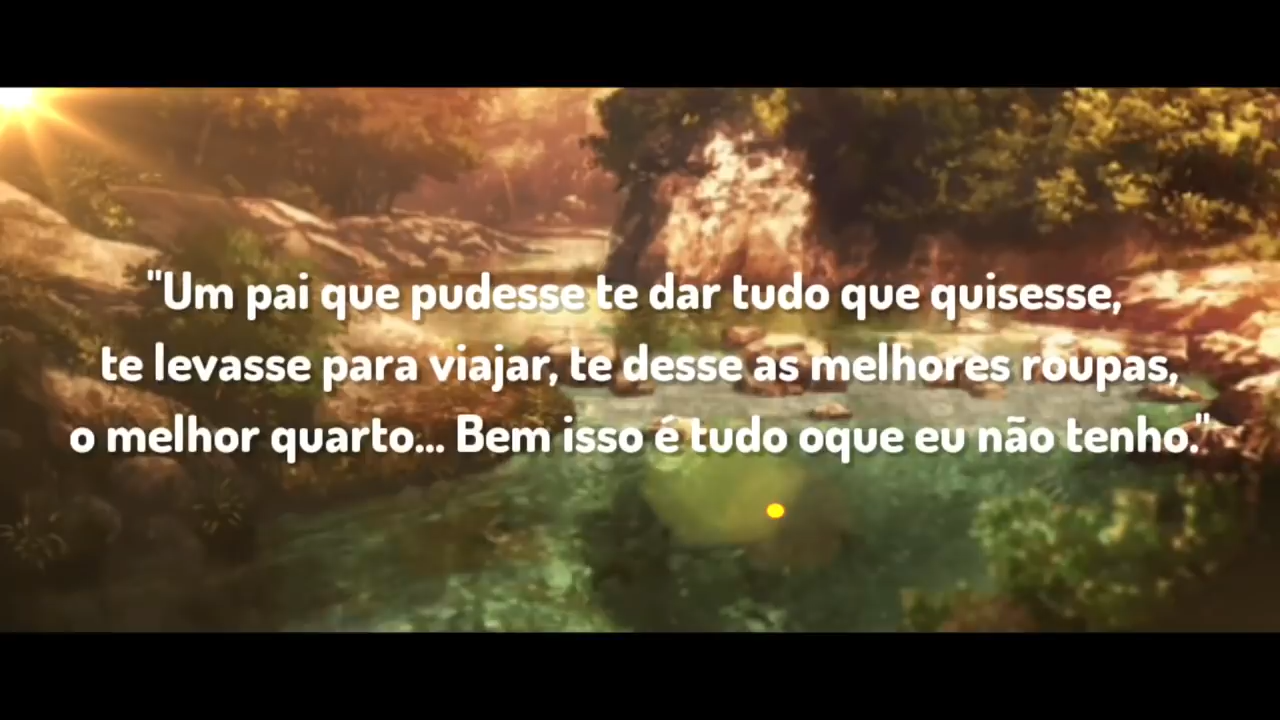 "Um pai que pudesse te dar tudo que quisesse,
te levasse para viajar, te desse as melhores roupas,
o melhor quarto... Bem isso é tudo oque eu não tenho."